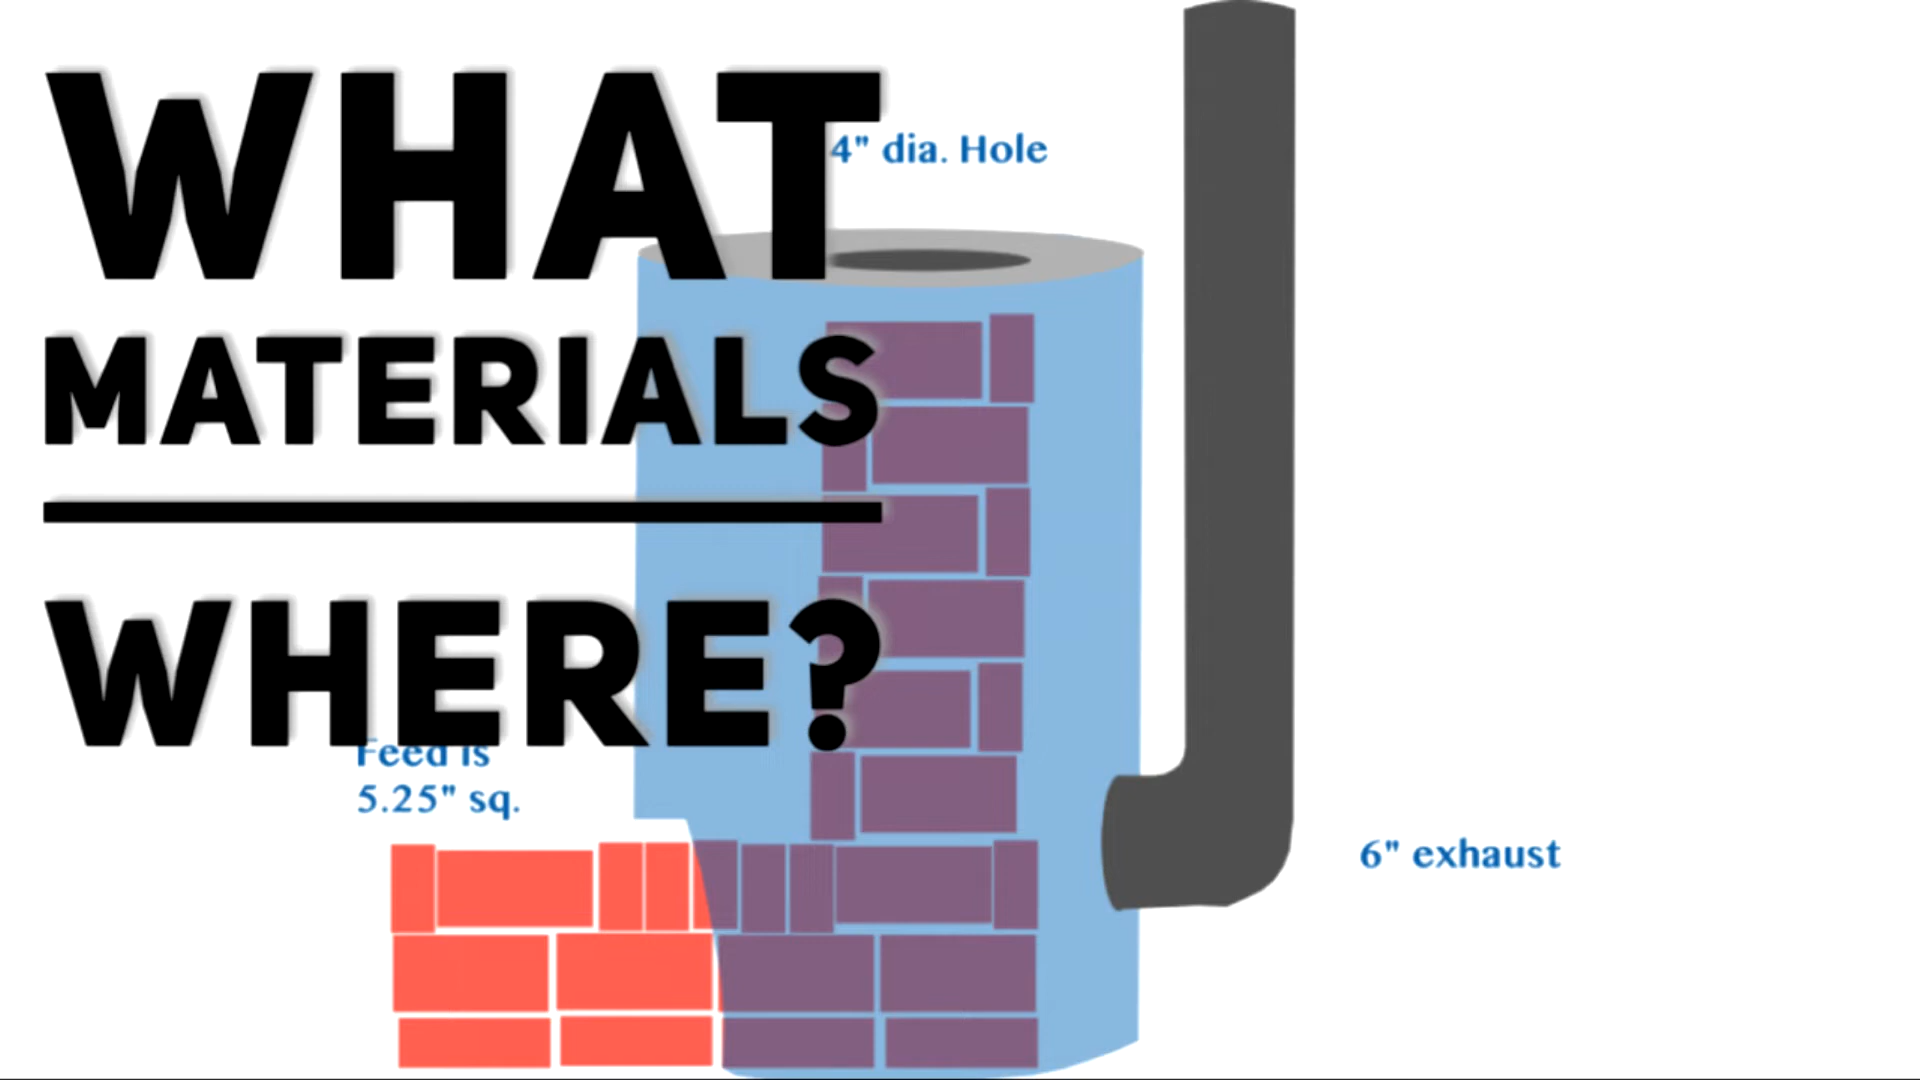 WHAT
MATERIALS
WHERE?
4" dia. Hole
Feed is
5.25" sq.
6" exhaust